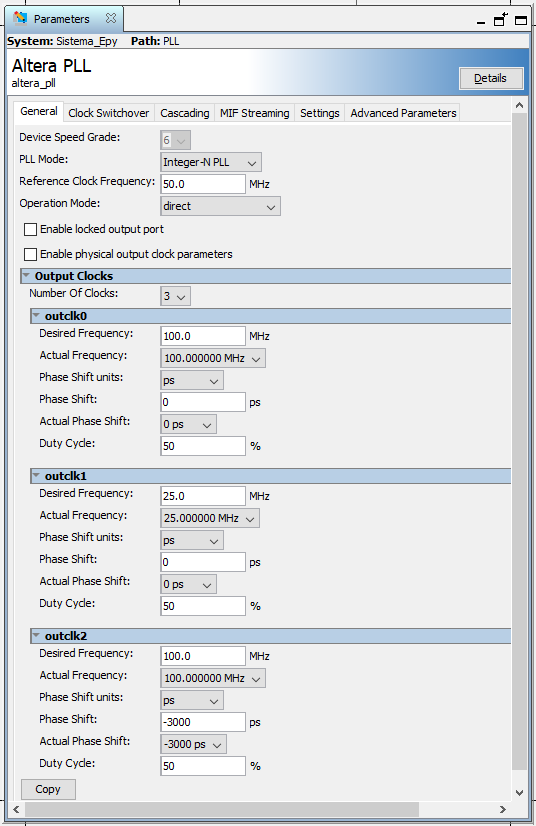 Parameters
System: Sistema_Epy Path: PLL
Altera PLL
altera_pll
Details
General Clock Switchover Cascading MIF Streaming Settings Advanced Parameters
Device Speed Grade: 6
PLL Mode: Integer-N PLL
Reference Clock Frequency: 50.0 MHz
Operation Mode: direct
Enable locked output port
Enable physical output clock parameters
Output Clocks
Number Of Clocks: 3
outclk0
Desired Frequency: 100.0 MHz
Actual Frequency: 100.000000 MHz
Phase Shift units: ps
Phase Shift: 0 ps
Actual Phase Shift: 0 ps
Duty Cycle: 50 %
outclk1
Desired Frequency: 25.0 MHz
Actual Frequency: 25.000000 MHz
Phase Shift units: ps
Phase Shift: 0 ps
Actual Phase Shift: 0 ps
Duty Cycle: 50 %
outclk2
Desired Frequency: 100.0 MHz
Actual Frequency: 100.000000 MHz
Phase Shift units: ps
Phase Shift: -3000 ps
Actual Phase Shift: -3000 ps
Duty Cycle: 50 %
Copy